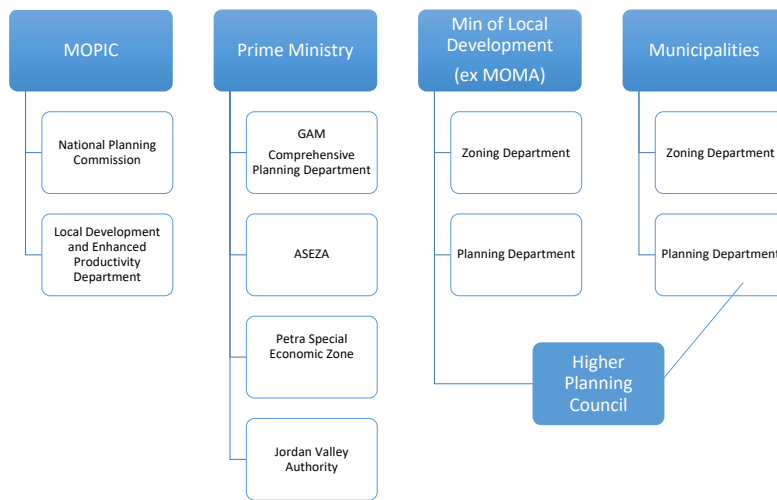 MOPIC
National Planning
Commission
Local Development
and Enhanced
Productivity
Department
Prime Ministry
GAM
Comprehensive
Planning Department
ASEZA
Petra Special
Economic Zone
Jordan Valley
Authority
Min of Local
Development
(ex MOMA)
Zoning Department
Planning Department
Higher
Planning
Council
Municipalities
Zoning Department
Planning Department